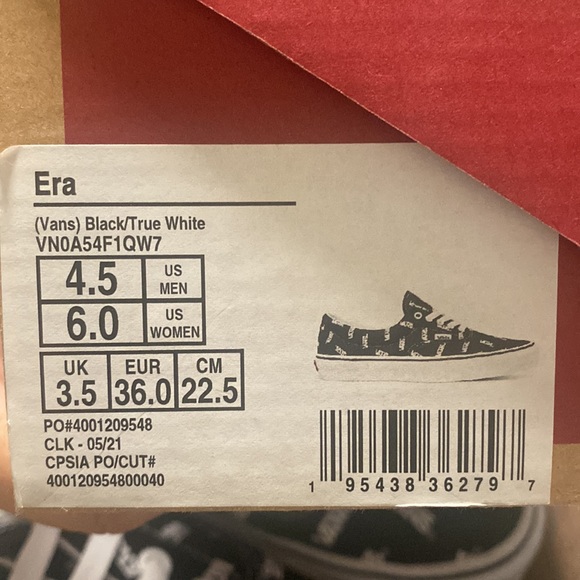 Era
(Vans) Black/True White
VN0A54F1QW7
4.5 US MEN
6.0 US WOMEN
UK EUR CM
3.5 36.0 22.5
PO#4001209548
CLK - 05/21
CPSIA PO/CUT#
400120954800040
1 95438 36279 7